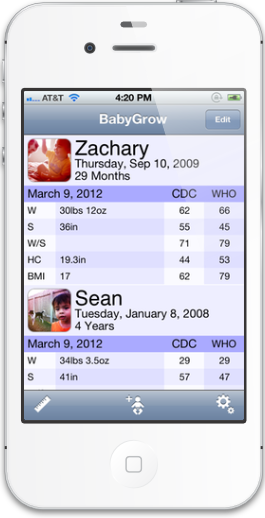 AT&T 4:20 PM
BabyGrow Edit
Zachary
Thursday, Sep 10, 2009
29 Months
March 9, 2012 CDC WHO
W 30lbs 12oz 62 66
S 36in 55 45
W/S 71 79
HC 19.3in 44 53
BMI 17 62 79
Sean
Tuesday, January 8, 2008
4 Years
March 9, 2012 CDC WHO
W 34lbs 3.5oz 29 29
S 41in 57 47